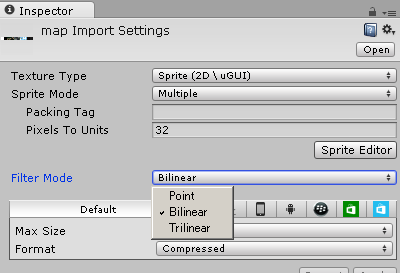 Inspector
map Import Settings
Open
Texture Type Sprite (2D \ uGUI)
Sprite Mode Multiple
Packing Tag
Pixels To Units 32
Sprite Editor
Filter Mode Bilinear
Point
✓ Bilinear
Trilinear
Default
Max Size
Format Compressed